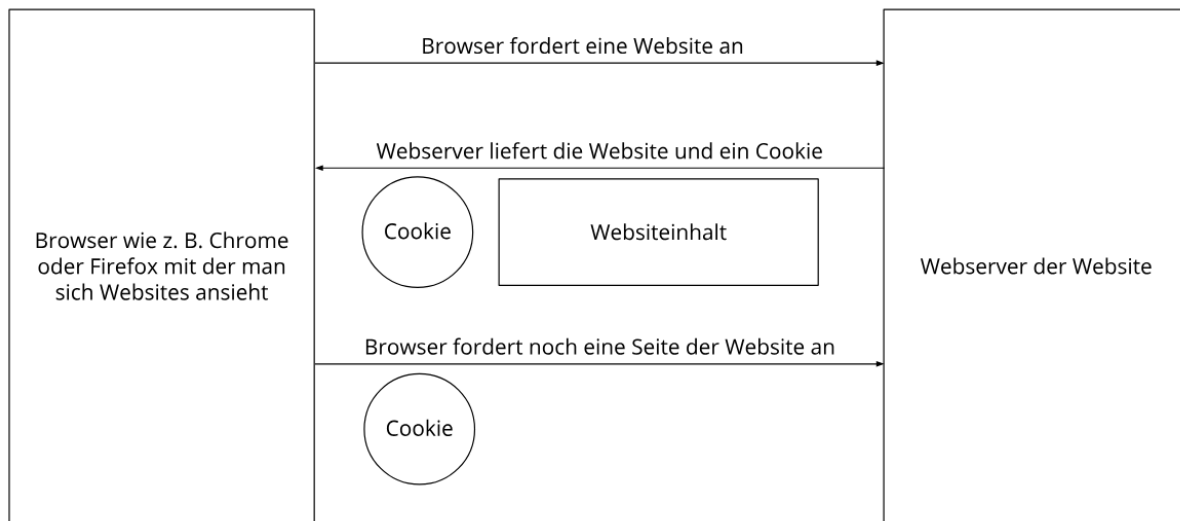 Browser fordert eine Website an
Webserver liefert die Website und ein Cookie
Cookie
Websiteinhalt
Browser wie z. B. Chrome
oder Firefox mit der man
sich Websites ansieht
Webserver der Website
Browser fordert noch eine Seite der Website an
Cookie